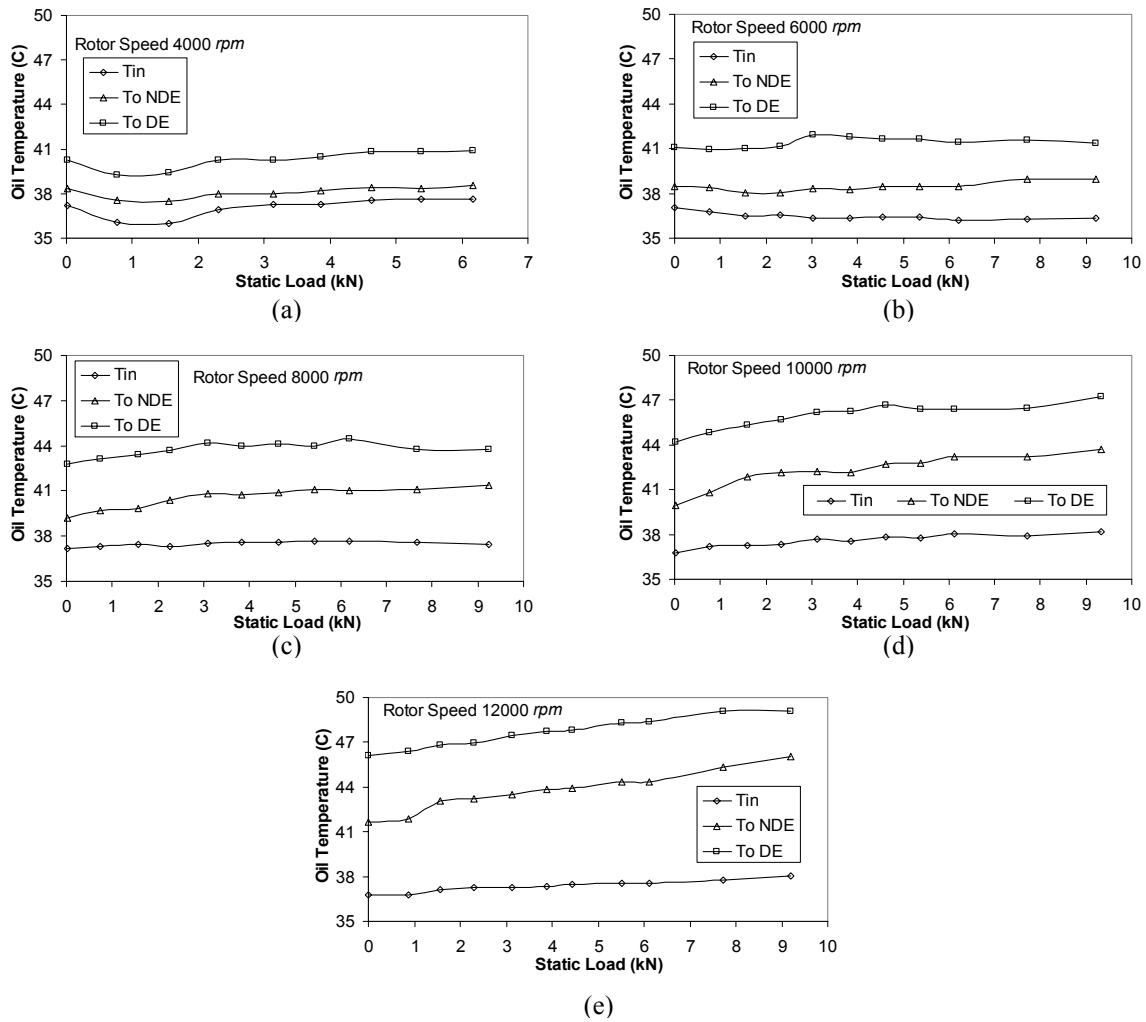 Rotor Speed 4000 rpm
Tin
To NDE
To DE
Oil Temperature (C)
50
47
44
41
38
35
0 1 2 3 4 5 6 7
Static Load (kN)
(a)
Rotor Speed 6000 rpm
Tin
To NDE
To DE
Oil Temperature (C)
50
47
44
41
38
35
0 1 2 3 4 5 6 7 8 9 10
Static Load (kN)
(b)
Rotor Speed 8000 rpm
Tin
To NDE
To DE
Oil Temperature (C)
50
47
44
41
38
35
0 1 2 3 4 5 6 7 8 9 10
Static Load (kN)
(c)
Rotor Speed 10000 rpm
Tin To NDE To DE
Oil Temperature (C)
50
47
44
41
38
35
0 1 2 3 4 5 6 7 8 9 10
Static Load (kN)
(d)
Rotor Speed 12000 rpm
Tin
To NDE
To DE
Oil Temperature (C)
50
47
44
41
38
35
0 1 2 3 4 5 6 7 8 9 10
Static Load (kN)
(e)